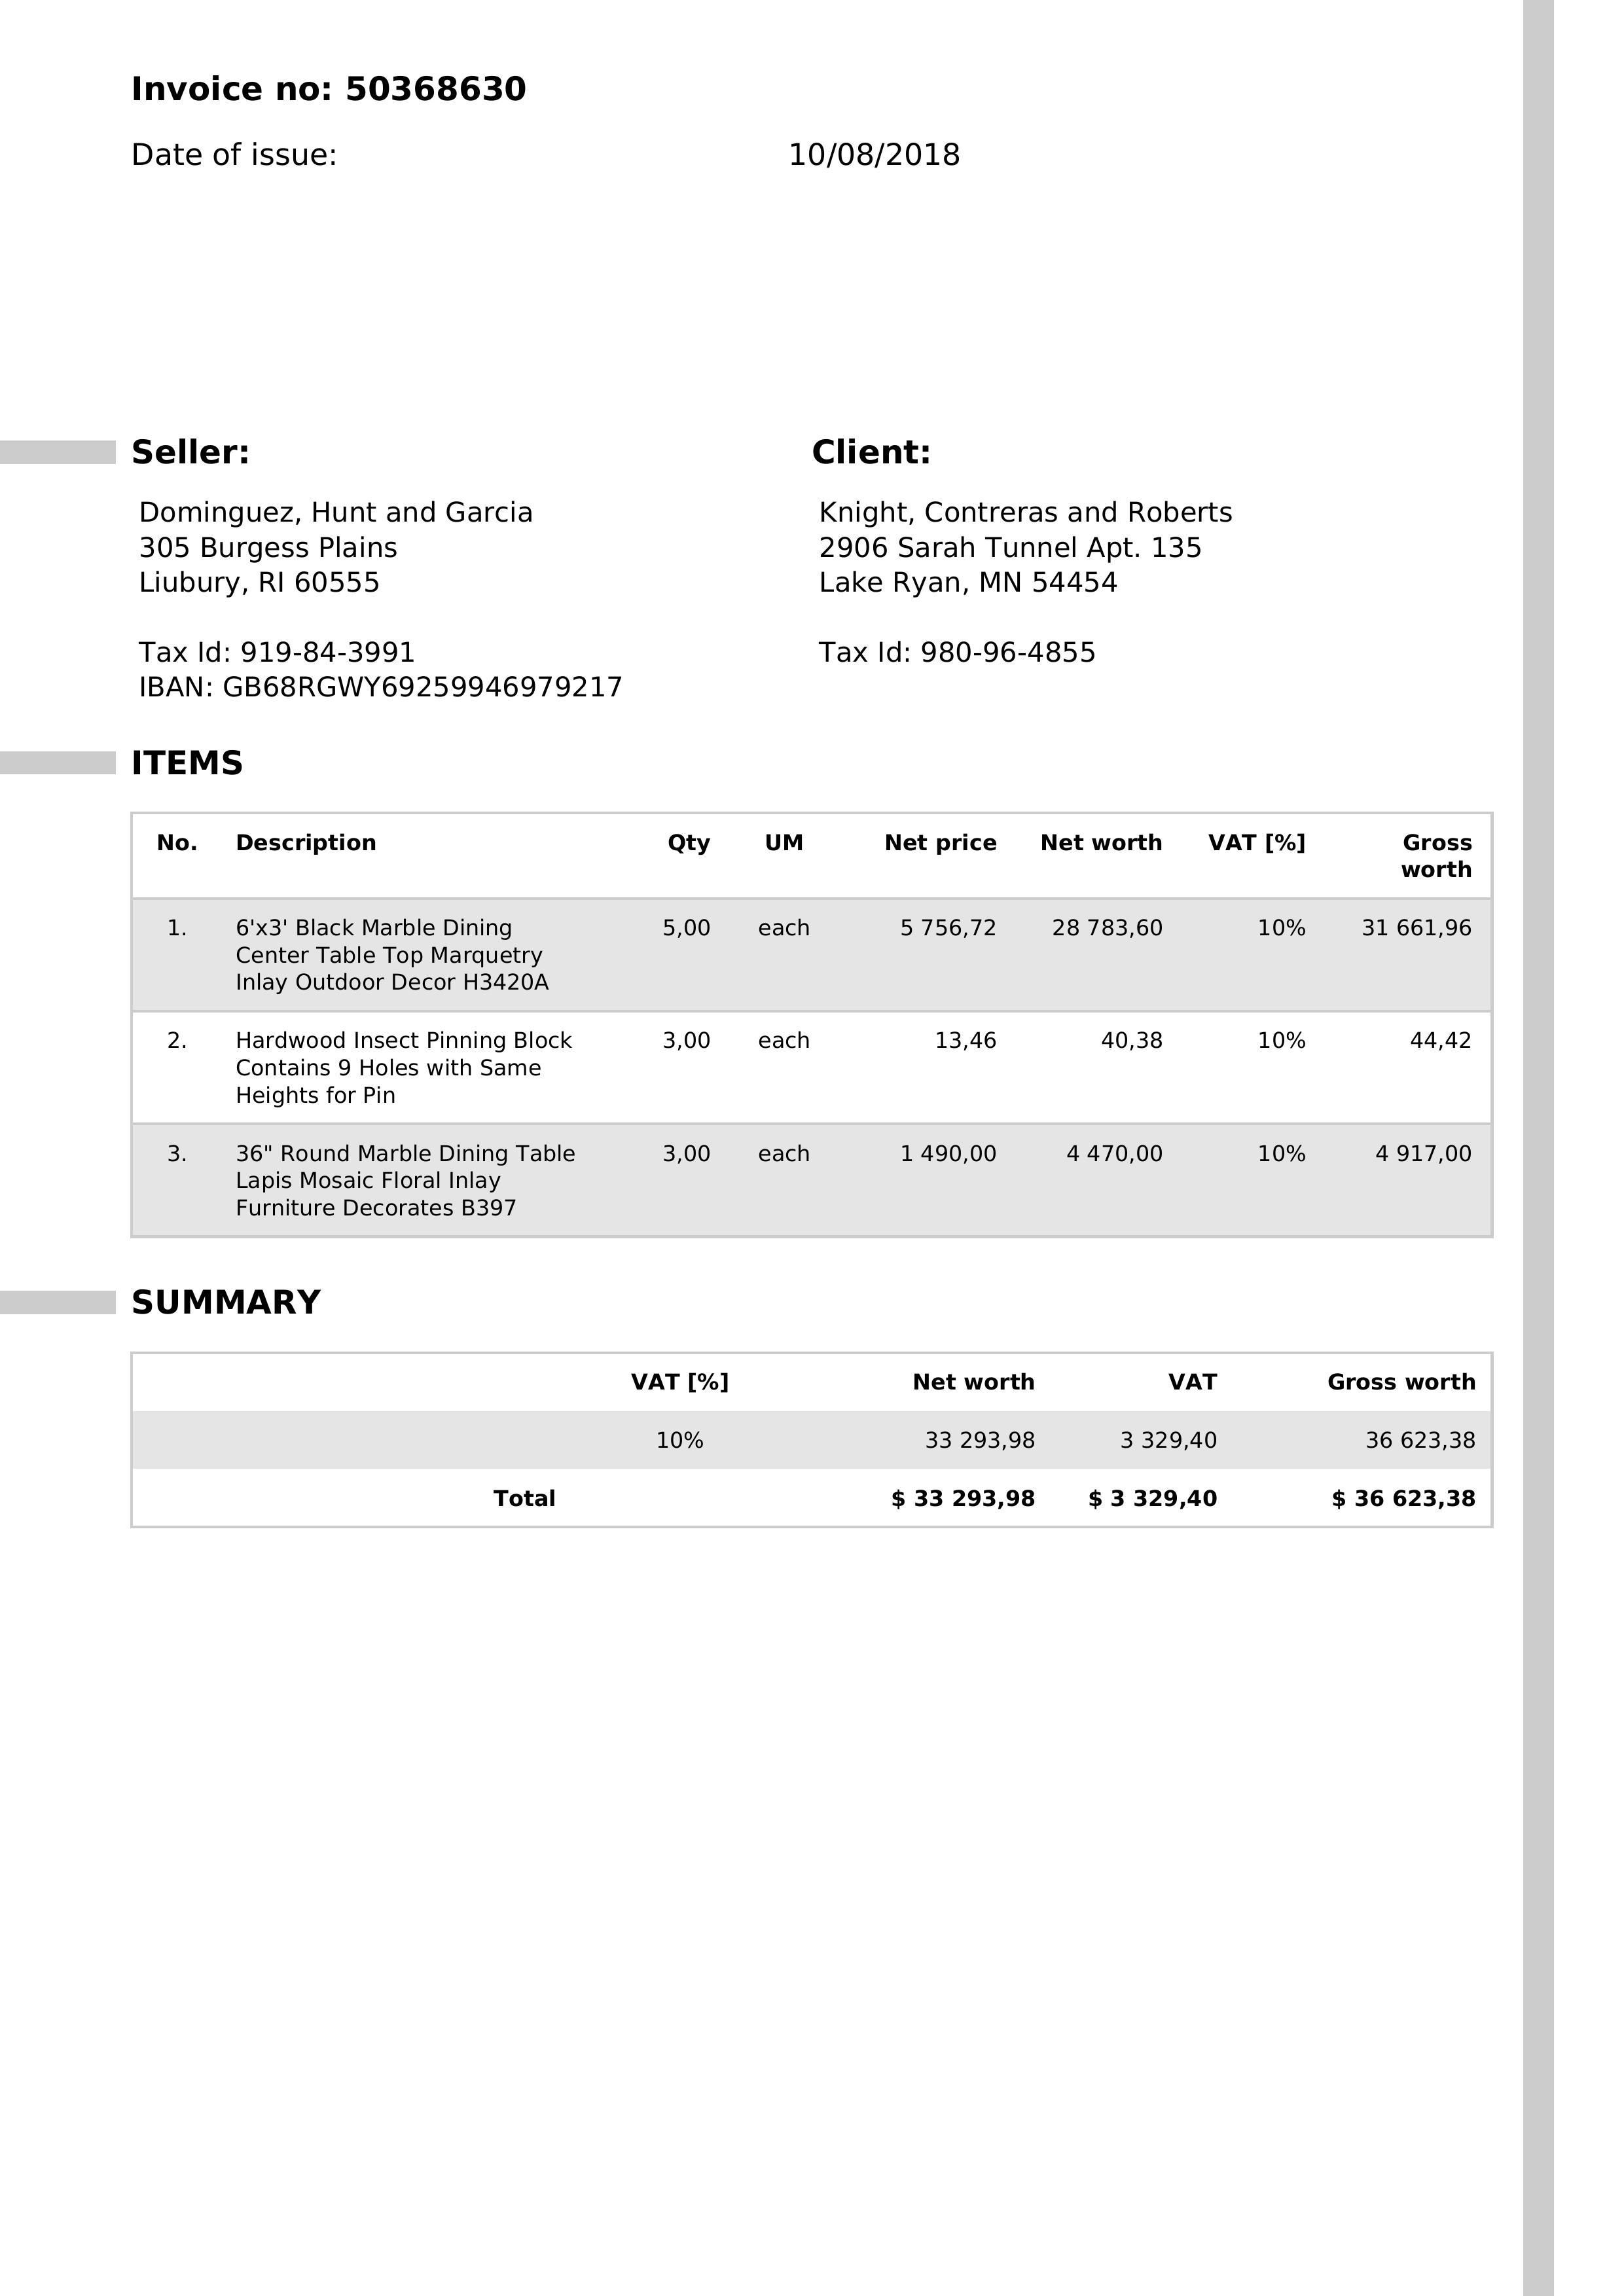 Invoice no: 50368630
Date of issue: 10/08/2018
Seller:
Dominguez, Hunt and Garcia
305 Burgess Plains
Liubury, RI 60555
Tax Id: 919-84-3991
IBAN: GB68RGWY69259946979217
Client:
Knight, Contreras and Roberts
2906 Sarah Tunnel Apt. 135
Lake Ryan, MN 54454
Tax Id: 980-96-4855
ITEMS
No. Description Qty UM Net price Net worth VAT [%] Gross
worth
1. 6'x3' Black Marble Dining 5,00 each 5 756,72 28 783,60 10% 31 661,96
Center Table Top Marquetry
Inlay Outdoor Decor H3420A
2. Hardwood Insect Pinning Block 3,00 each 13,46 40,38 10% 44,42
Contains 9 Holes with Same
Heights for Pin
3. 36" Round Marble Dining Table 3,00 each 1 490,00 4 470,00 10% 4 917,00
Lapis Mosaic Floral Inlay
Furniture Decorates B397
SUMMARY
VAT [%] Net worth VAT Gross worth
10% 33 293,98 3 329,40 36 623,38
Total $ 33 293,98 $ 3 329,40 $ 36 623,38